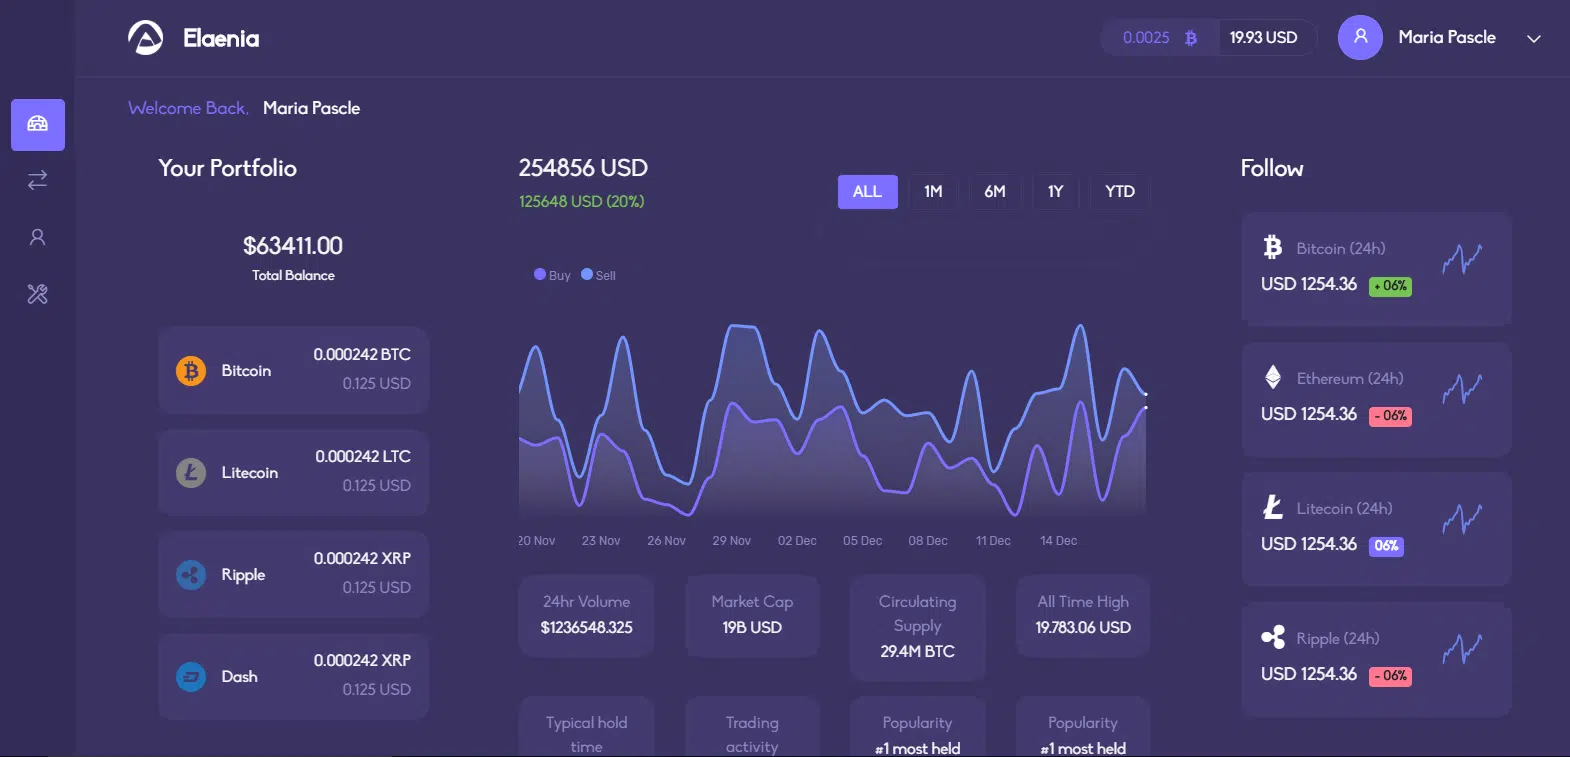 Elaenia
0.0025 19.93 USD
Maria Pascle
Welcome Back, Maria Pascle
Your Portfolio
$63411.00
Total Balance
Bitcoin
0.000242 BTC
0.125 USD
Litecoin
0.000242 LTC
0.125 USD
Ripple
0.000242 XRP
0.125 USD
Dash
0.000242 XRP
0.125 USD
254856 USD
125648 USD (20%)
ALL 1M 6M 1Y YTD
Buy Sell
20 Nov 23 Nov 26 Nov 29 Nov 02 Dec 05 Dec 08 Dec 11 Dec 14 Dec
24hr Volume
$1236548.325
Market Cap
19B USD
Circulating
Supply
29.4M BTC
All Time High
19.783.06 USD
Typical hold
time
Trading
activity
Popularity
#1 most held
Popularity
#1 most held
Follow
Bitcoin (24h)
USD 1254.36 + 06%
Ethereum (24h)
USD 1254.36 - 06%
Litecoin (24h)
USD 1254.36 06%
Ripple (24h)
USD 1254.36 - 06%